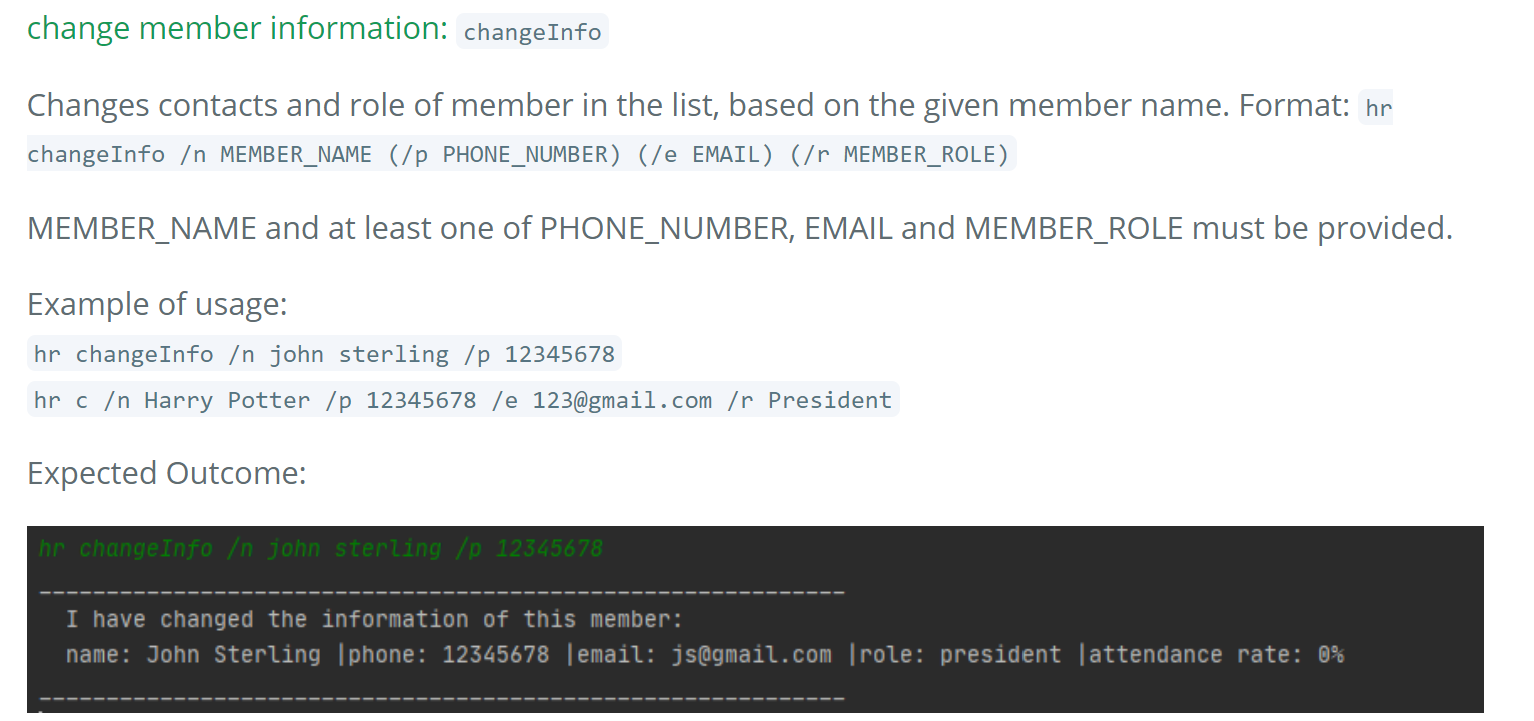 change member information: changeInfo
Changes contacts and role of member in the list, based on the given member name. Format: hr
changeInfo /n MEMBER_NAME (/p PHONE_NUMBER) (/e EMAIL) (/r MEMBER_ROLE)
MEMBER_NAME and at least one of PHONE_NUMBER, EMAIL and MEMBER_ROLE must be provided.
Example of usage:
hr changeInfo /n john sterling /p 12345678
hr c /n Harry Potter /p 12345678 /e 123@gmail.com /r President
Expected Outcome:
hr changeInfo /n john sterling /p 12345678
____________________________________________________________
I have changed the information of this member:
name: John Sterling |phone: 12345678 |email: js@gmail.com |role: president |attendance rate: 0%
____________________________________________________________